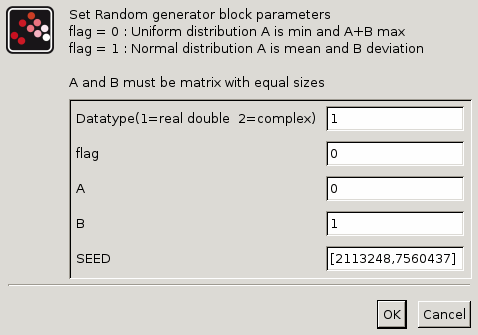 Set Random generator block parameters
flag = 0 : Uniform distribution A is min and A+B max
flag = 1 : Normal distribution A is mean and B deviation
A and B must be matrix with equal sizes
Datatype(1=real double  2=complex) 1
flag 0
A 0
B 1
SEED [2113248,7560437]
OK Cancel